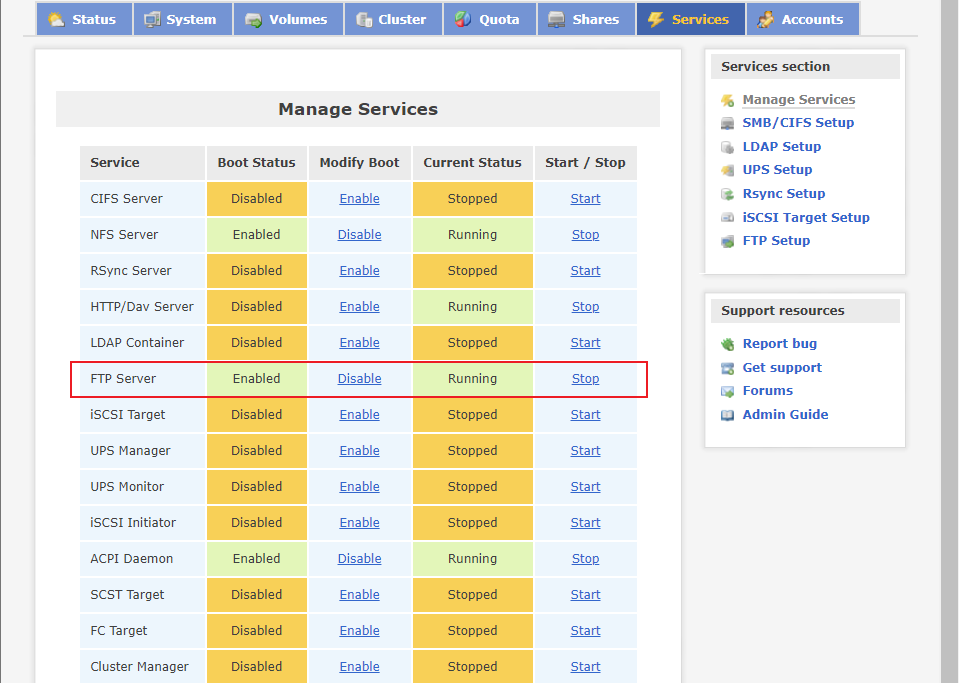 Status System Volumes Cluster Quota Shares Services Accounts
Manage Services
Service Boot Status Modify Boot Current Status Start / Stop
CIFS Server Disabled Enable Stopped Start
NFS Server Enabled Disable Running Stop
RSync Server Disabled Enable Stopped Start
HTTP/Dav Server Disabled Enable Running Stop
LDAP Container Disabled Enable Stopped Start
FTP Server Enabled Disable Running Stop
iSCSI Target Disabled Enable Stopped Start
UPS Manager Disabled Enable Stopped Start
UPS Monitor Disabled Enable Stopped Start
iSCSI Initiator Disabled Enable Stopped Start
ACPI Daemon Enabled Disable Running Stop
SCST Target Disabled Enable Stopped Start
FC Target Disabled Enable Stopped Start
Cluster Manager Disabled Enable Stopped Start
Services section
Manage Services
SMB/CIFS Setup
LDAP Setup
UPS Setup
Rsync Setup
iSCSI Target Setup
FTP Setup
Support resources
Report bug
Get support
Forums
Admin Guide